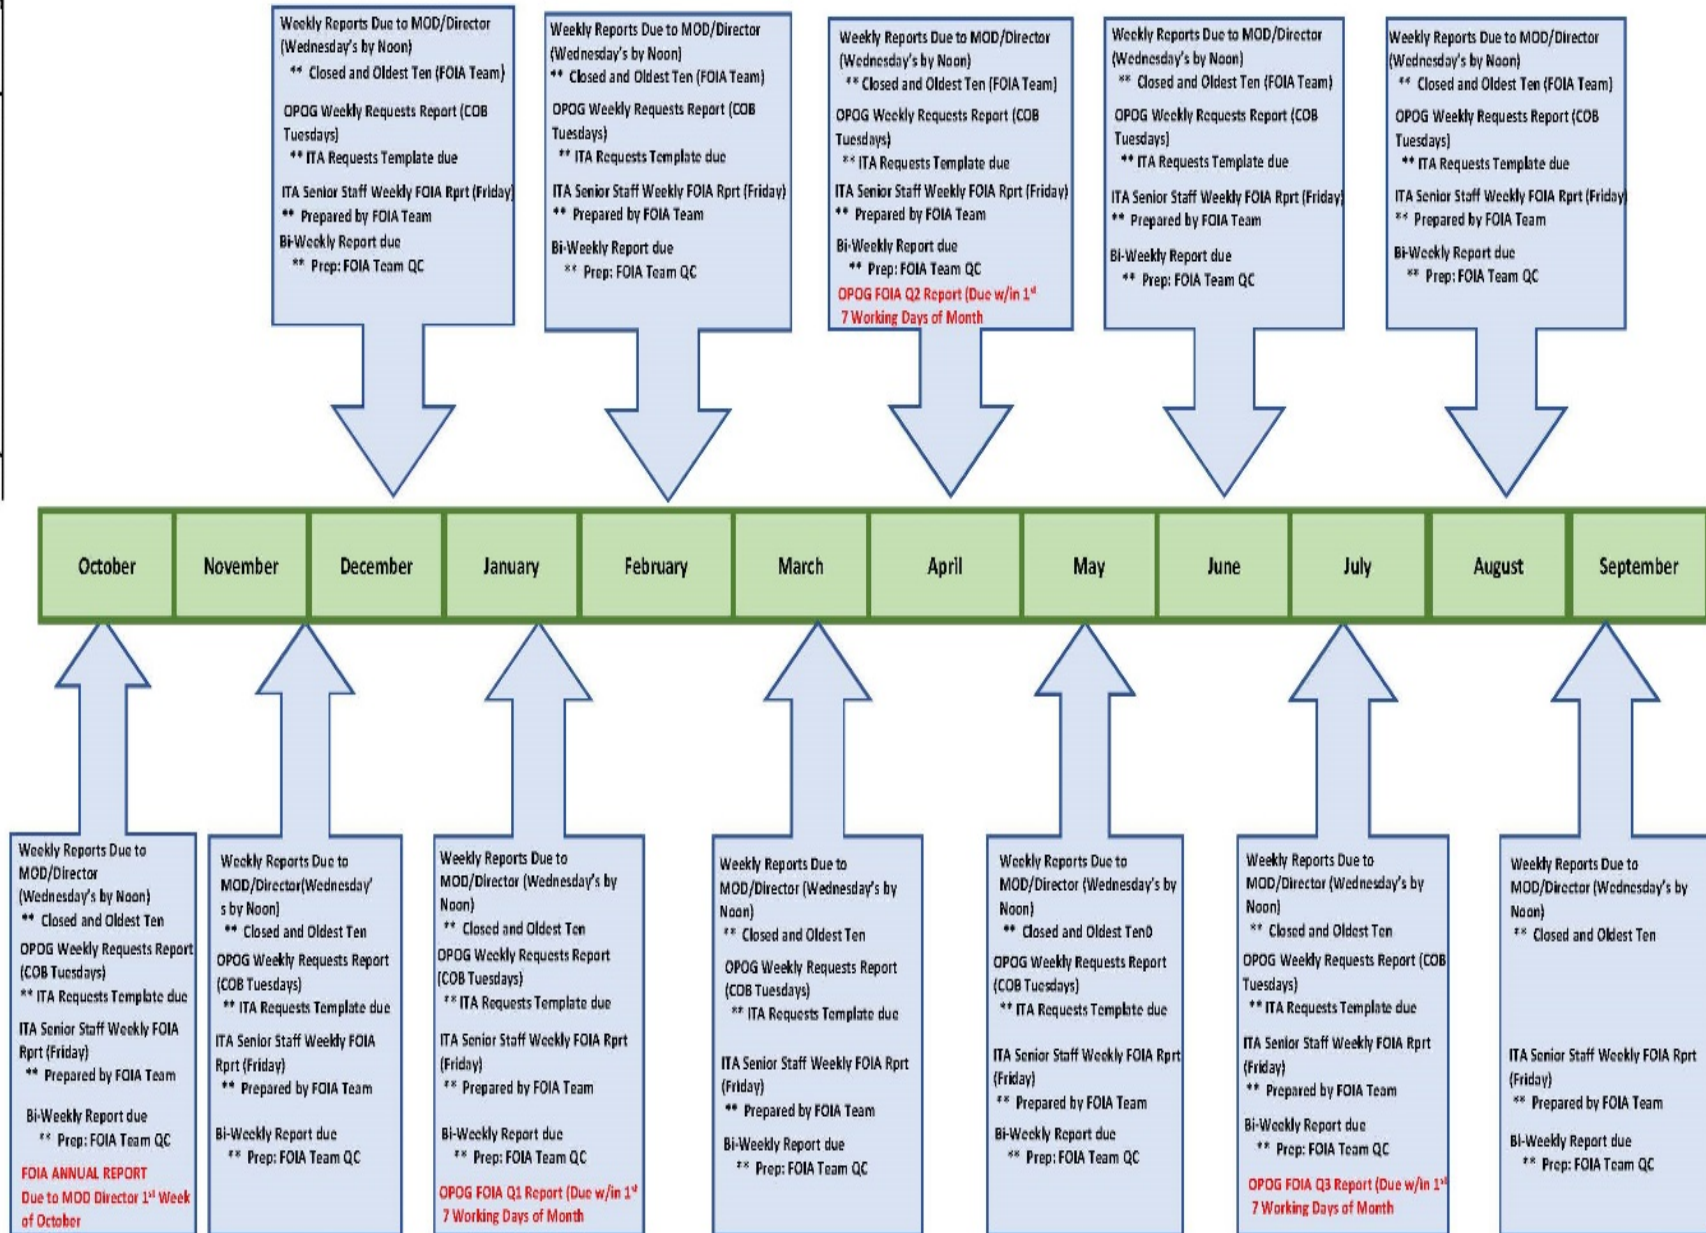 Weekly Reports Due to MOD/Director
(Wednesday's by Noon)
** Closed and Oldest Ten (FOIA Team)
OPOG Weekly Requests Report (COB
Tuesdays)
** ITA Requests Template due
ITA Senior Staff Weekly FOIA Rprt (Friday)
** Prepared by FOIA Team
Bi-Weekly Report due
** Prep: FOIA Team QC
Weekly Reports Due to MOD/Director
(Wednesday's by Noon)
** Closed and Oldest Ten (FOIA Team)
OPOG Weekly Requests Report (COB
Tuesdays)
** ITA Requests Template due
ITA Senior Staff Weekly FOIA Rprt (Friday)
** Prepared by FOIA Team
Bi-Weekly Report due
** Prep: FOIA Team QC
Weekly Reports Due to MOD/Director
(Wednesday's by Noon)
** Closed and Oldest Ten (FOIA Team)
OPOG Weekly Requests Report (COB
Tuesdays)
** ITA Requests Template due
ITA Senior Staff Weekly FOIA Rprt (Friday)
** Prepared by FOIA Team
Bi-Weekly Report due
** Prep: FOIA Team QC
OPOG FOIA Q2 Report (Due w/in 1st
7 Working Days of Month
Weekly Reports Due to MOD/Director
(Wednesday's by Noon)
** Closed and Oldest Ten (FOIA Team)
OPOG Weekly Requests Report (COB
Tuesdays)
** ITA Requests Template due
ITA Senior Staff Weekly FOIA Rprt (Friday)
** Prepared by FOIA Team
Bi-Weekly Report due
** Prep: FOIA Team QC
Weekly Reports Due to MOD/Director
(Wednesday's by Noon)
** Closed and Oldest Ten (FOIA Team)
OPOG Weekly Requests Report (COB
Tuesdays)
** ITA Requests Template due
ITA Senior Staff Weekly FOIA Rprt (Friday)
** Prepared by FOIA Team
Bi-Weekly Report due
** Prep: FOIA Team QC
October
November
December
January
February
March
April
May
June
July
August
September
Weekly Reports Due to
MOD/Director
(Wednesday's by Noon)
** Closed and Oldest Ten
OPOG Weekly Requests Report
(COB Tuesdays)
** ITA Requests Template due
ITA Senior Staff Weekly FOIA
Rprt (Friday)
** Prepared by FOIA Team
Bi-Weekly Report due
** Prep: FOIA Team QC
FOIA ANNUAL REPORT
Due to MOD Director 1st Week
of October
Weekly Reports Due to
MOD/Director(Wednesday'
s by Noon)
** Closed and Oldest Ten
OPOG Weekly Requests Report
(COB Tuesdays)
** ITA Requests Template due
ITA Senior Staff Weekly FOIA
Rprt (Friday)
** Prepared by FOIA Team
Bi-Weekly Report due
** Prep: FOIA Team QC
Weekly Reports Due to
MOD/Director (Wednesday's by
Noon)
** Closed and Oldest Ten
OPOG Weekly Requests Report
(COB Tuesdays)
** ITA Requests Template due
ITA Senior Staff Weekly FOIA Rprt
(Friday)
** Prepared by FOIA Team
Bi-Weekly Report due
** Prep: FOIA Team QC
OPOG FOIA Q1 Report (Due w/in 1st
7 Working Days of Month
Weekly Reports Due to
MOD/Director (Wednesday's by
Noon)
** Closed and Oldest Ten
OPOG Weekly Requests Report
(COB Tuesdays)
** ITA Requests Template due
ITA Senior Staff Weekly FOIA Rprt
(Friday)
** Prepared by FOIA Team
Bi-Weekly Report due
** Prep: FOIA Team QC
Weekly Reports Due to
MOD/Director (Wednesday's by
Noon)
** Closed and Oldest Ten0
OPOG Weekly Requests Report
(COB Tuesdays)
** ITA Requests Template due
ITA Senior Staff Weekly FOIA Rprt
(Friday)
** Prepared by FOIA Team
Bi-Weekly Report due
** Prep: FOIA Team QC
Weekly Reports Due to
MOD/Director (Wednesday's by
Noon)
** Closed and Oldest Ten
OPOG Weekly Requests Report (COB
Tuesdays)
** ITA Requests Template due
ITA Senior Staff Weekly FOIA Rprt
(Friday)
** Prepared by FOIA Team
Bi-Weekly Report due
** Prep: FOIA Team QC
OPOG FOIA Q3 Report (Due w/in 1st
7 Working Days of Month
Weekly Reports Due to
MOD/Director (Wednesday's by
Noon)
** Closed and Oldest Ten
ITA Senior Staff Weekly FOIA Rprt
(Friday)
** Prepared by FOIA Team
Bi-Weekly Report due
** Prep: FOIA Team QC